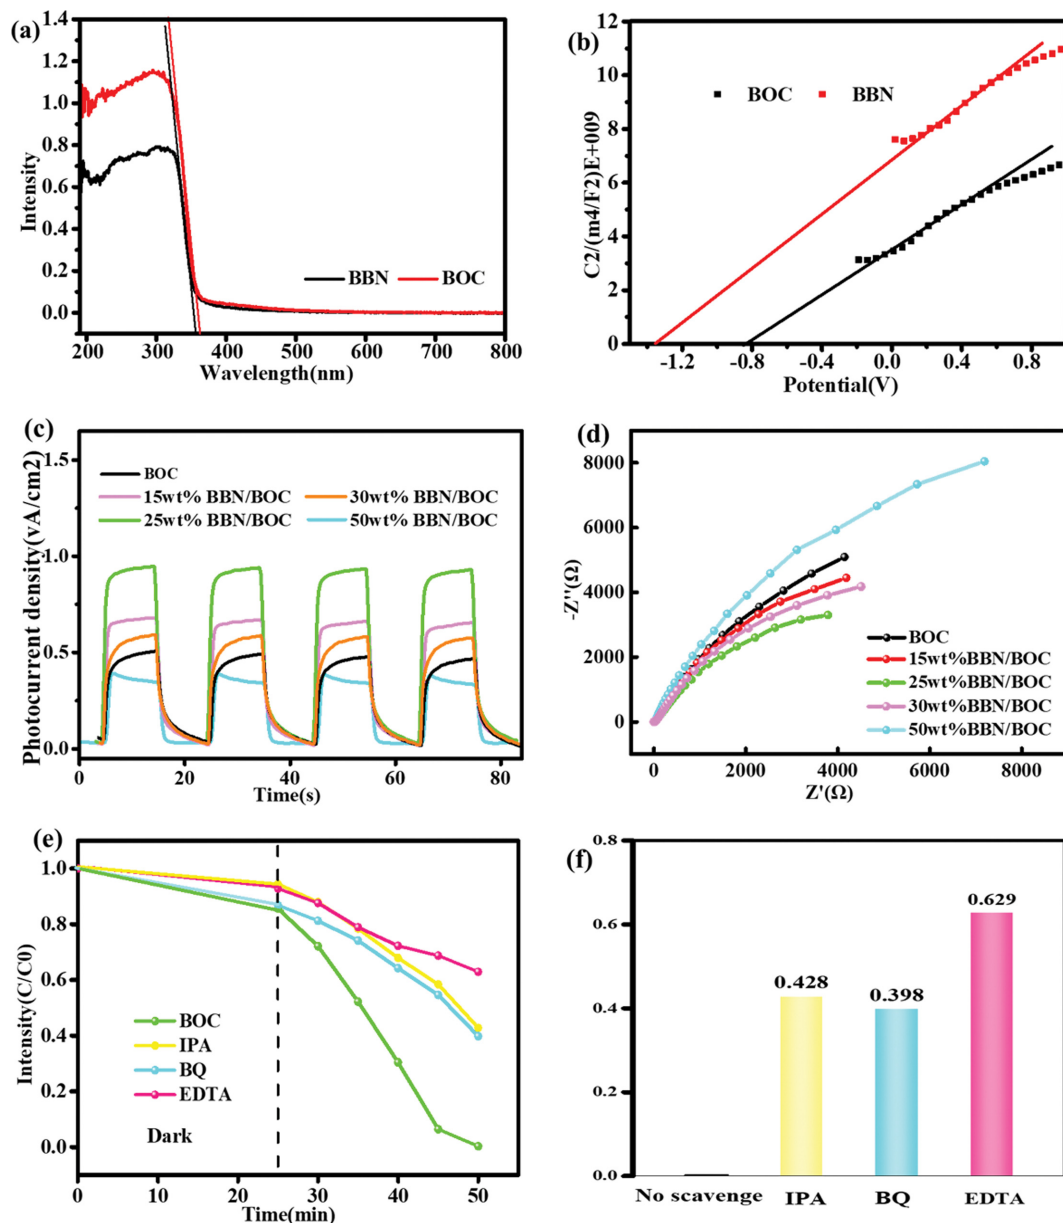 (a)
1.4
1.2
1.0
0.8
0.6
0.4
0.2
0.0
Intensity
BBN BOC
200 300 400 500 600 700 800
Wavelength(nm)
(b)
12
10
8
6
4
2
0
C2/(m4/F2)E+009
BOC BBN
-1.2 -0.8 -0.4 0.0 0.4 0.8
Potential(V)
(c)
1.5
1.0
0.5
0.0
Photocurrent density(vA/cm2)
BOC
15wt% BBN/BOC 30wt% BBN/BOC
25wt% BBN/BOC 50wt% BBN/BOC
0 20 40 60 80
Time(s)
(d)
8000
6000
4000
2000
0
-Z''(Ω)
BOC
15wt%BBN/BOC
25wt%BBN/BOC
30wt%BBN/BOC
50wt%BBN/BOC
0 2000 4000 6000 8000
Z'(Ω)
(e)
1.0
0.8
0.6
0.4
0.2
0.0
Intensity(C/C0)
BOC
IPA
BQ
EDTA
Dark
0 10 20 30 40 50
Time(min)
(f)
0.8
0.6
0.4
0.2
0.0
0.428
0.398
0.629
No scavenge IPA BQ EDTA